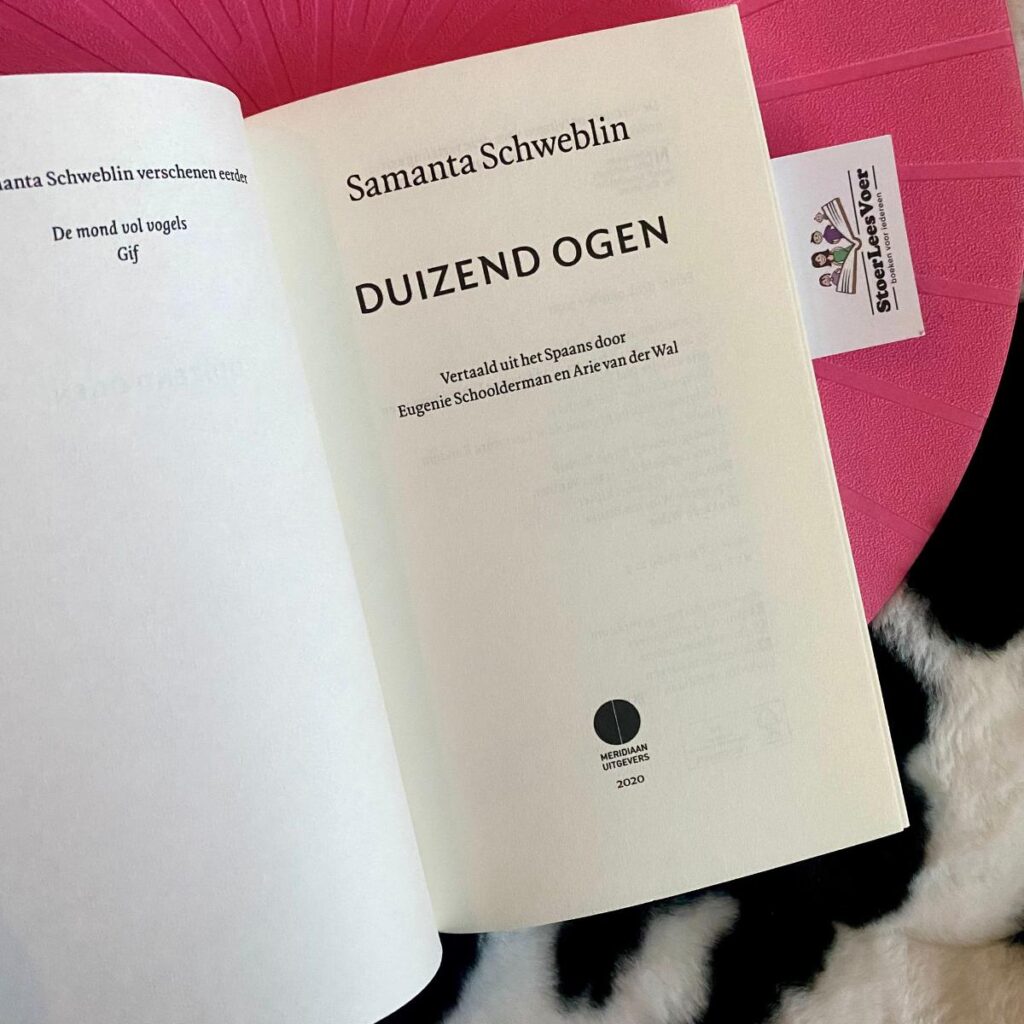 Samanta Schweblin verschenen eerder
De mond vol vogels
Gif
Samanta Schweblin
DUIZEND OGEN
Vertaald uit het Spaans door
Eugenie Schoolderman en Arie van der Wal
MERIDIAAN
UITGEVERS
2020
StoerLeesVoer
boeken voor iedereen